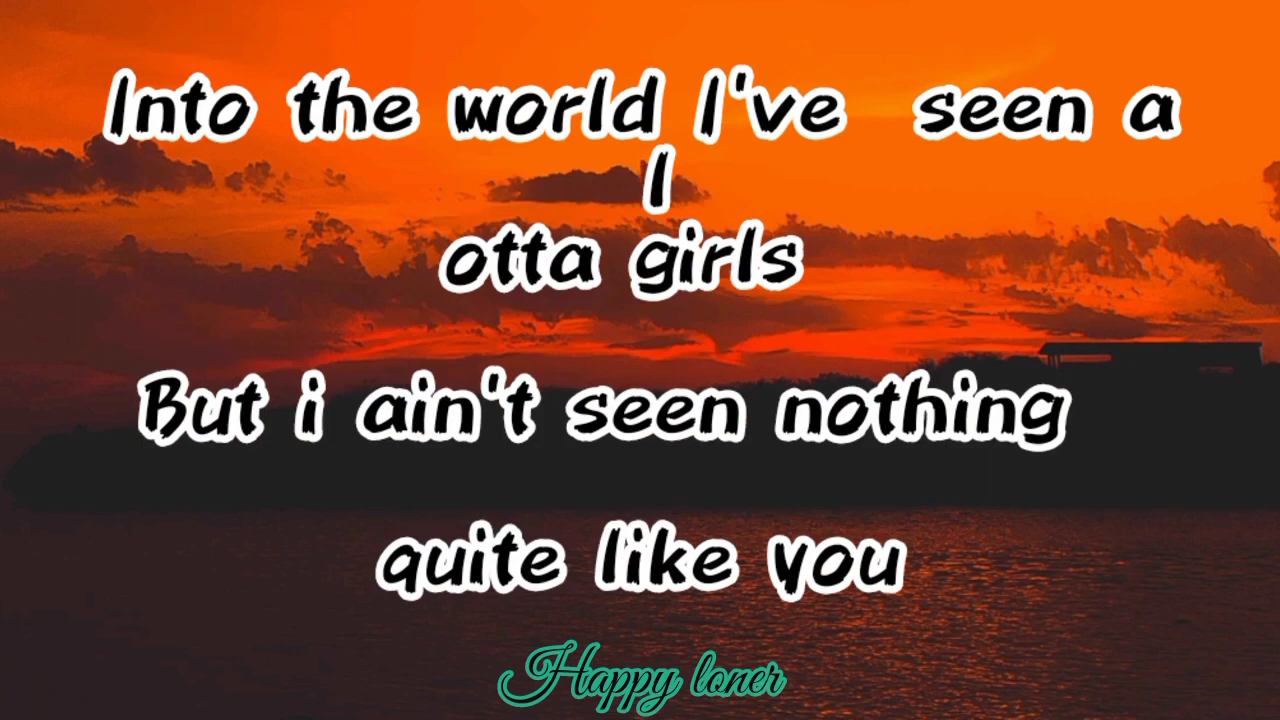 Into the world I've seen a
l
otta girls
But i ain't seen nothing
quite like you
Happy loner